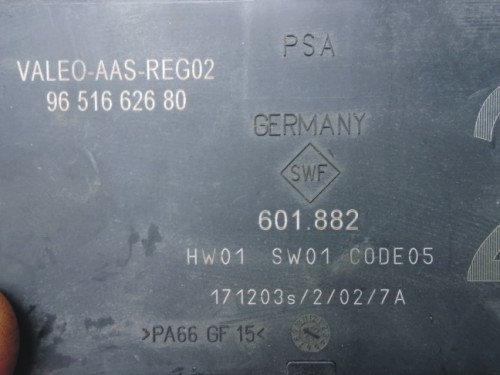 PSA
VALEO-AAS-REG02
96 516 626 80
GERMANY
SWF
601.882
HW01 SW01 CODE05
171203s/2/02/7A
>PA66 GF 15<
2